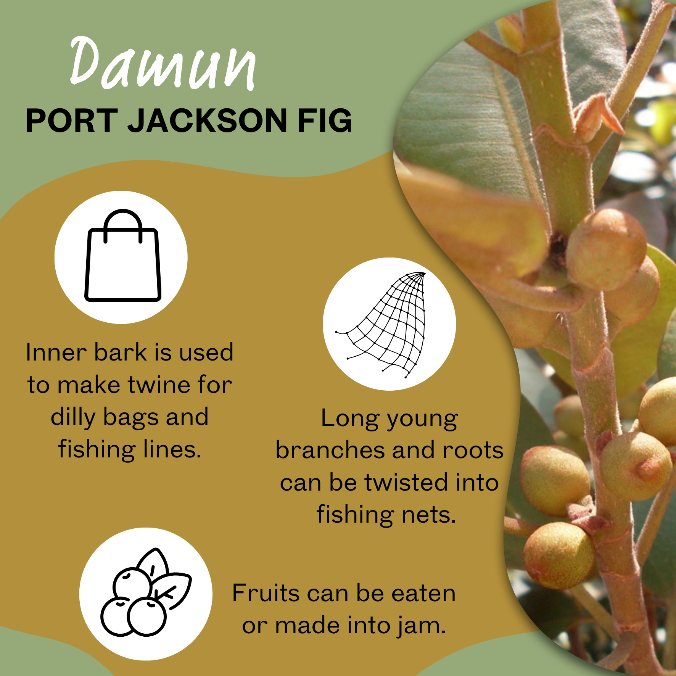 Damun
PORT JACKSON FIG
Inner bark is used
to make twine for
dilly bags and
fishing lines.
Long young
branches and roots
can be twisted into
fishing nets.
Fruits can be eaten
or made into jam.